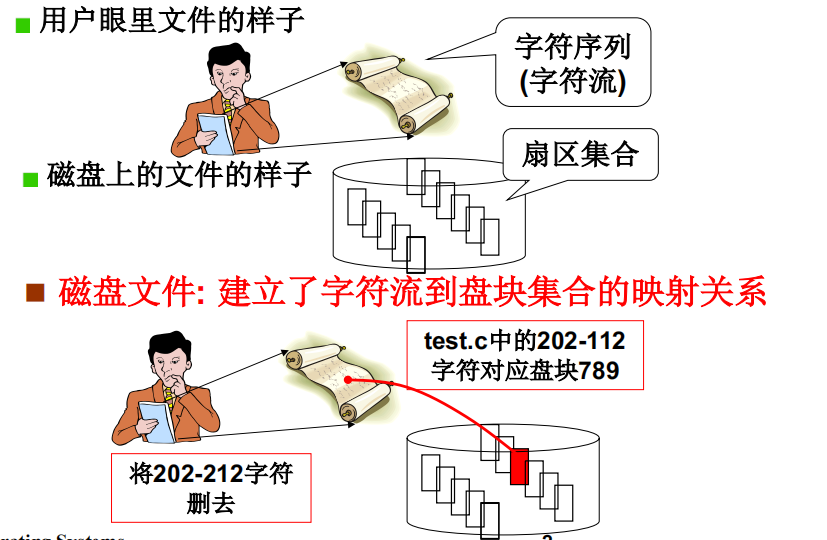 用户眼里文件的样子
字符序列
(字符流)
磁盘上的文件的样子
扇区集合
磁盘文件: 建立了字符流到盘块集合的映射关系
test.c中的202-112
字符对应盘块789
将202-212字符
删去